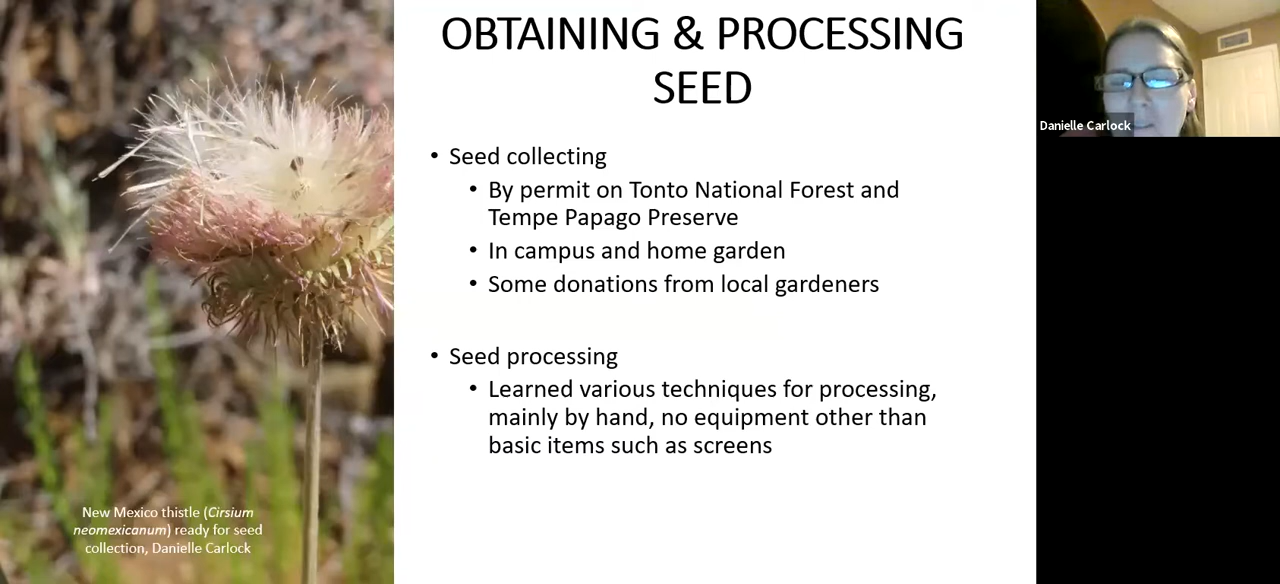 OBTAINING & PROCESSING
SEED
• Seed collecting
• By permit on Tonto National Forest and
Tempe Papago Preserve
• In campus and home garden
• Some donations from local gardeners
• Seed processing
• Learned various techniques for processing,
mainly by hand, no equipment other than
basic items such as screens
New Mexico thistle (Cirsium
neomexicanum) ready for seed
collection, Danielle Carlock
Danielle Carlock